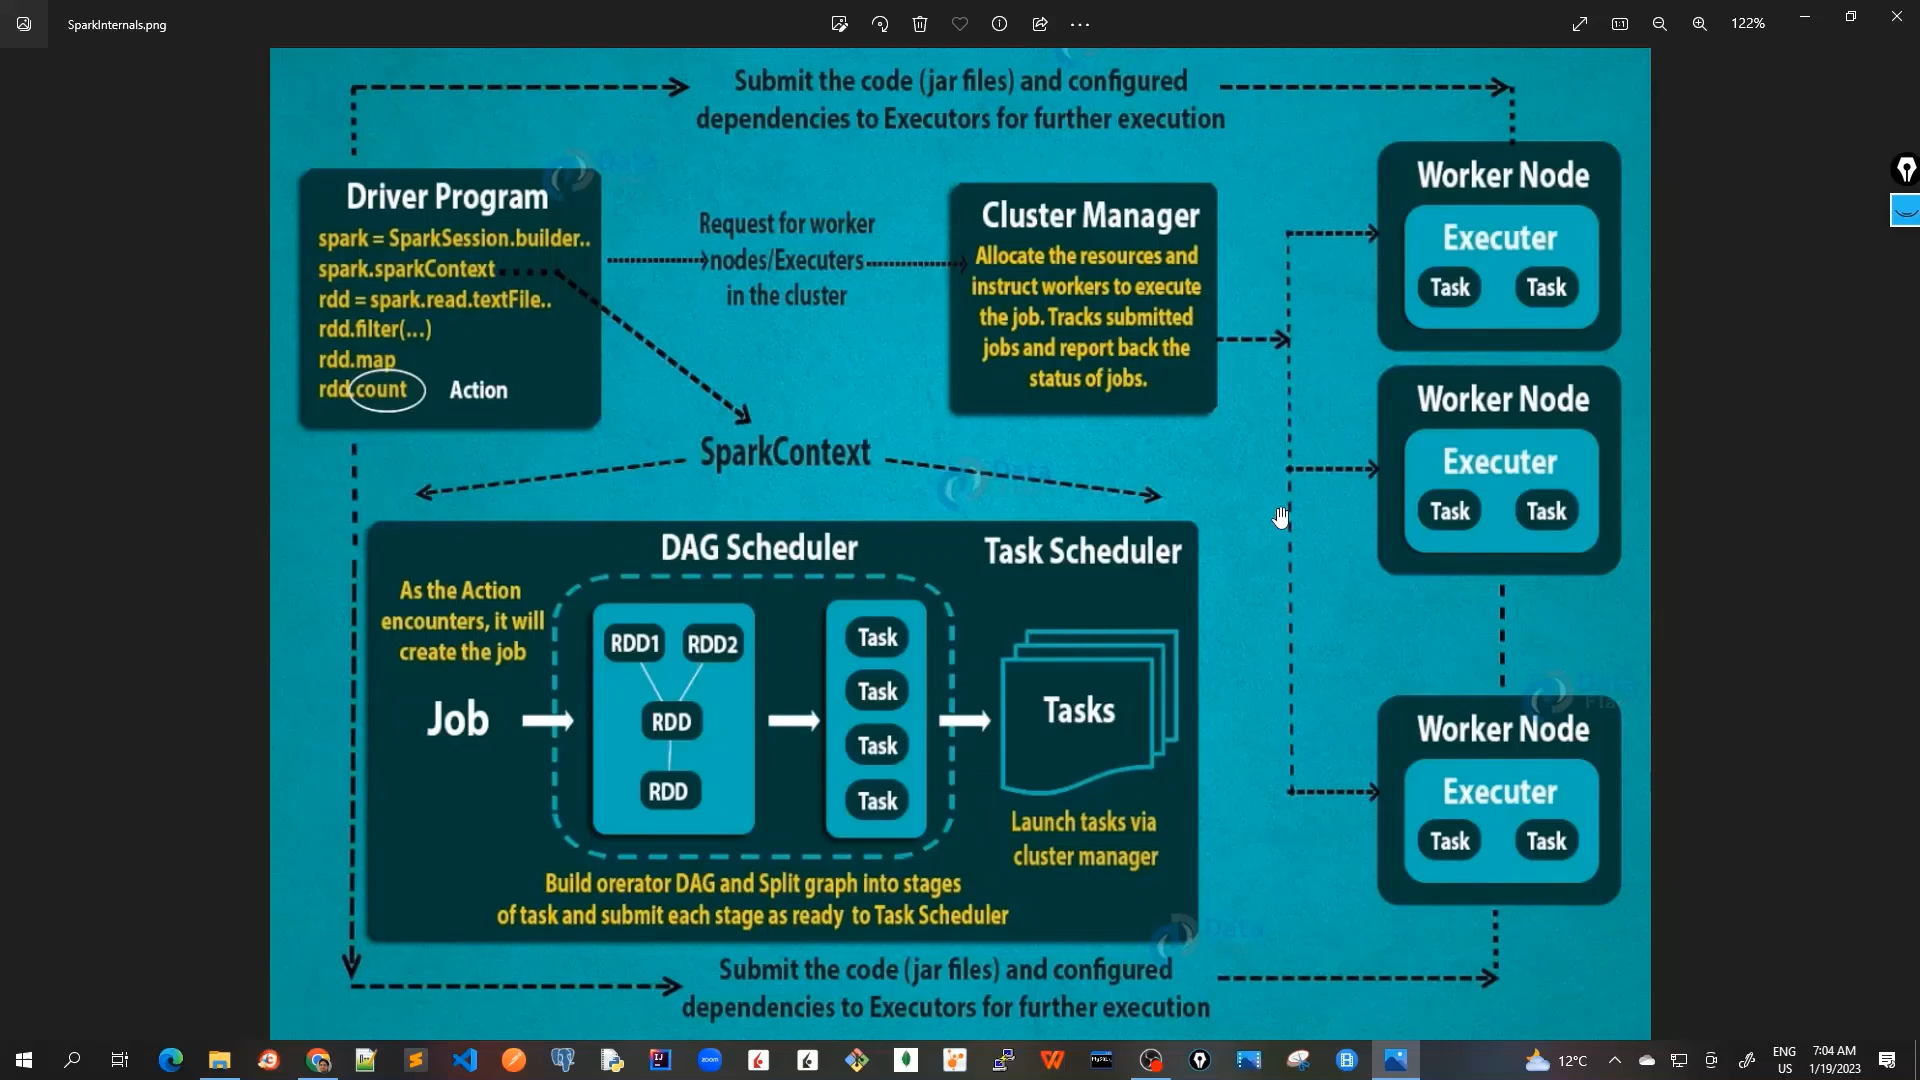 SparkInternals.png
122%
Submit the code (jar files) and configured
dependencies to Executors for further execution
Driver Program
spark = SparkSession.builder..
spark.sparkContext
rdd = spark.read.textFile..
rdd.filter(...)
rdd.map
rdd.count
Action
Request for worker
nodes/Executers
in the cluster
Cluster Manager
Allocate the resources and
instruct workers to execute
the job. Tracks submitted
jobs and report back the
status of jobs.
Worker Node
Executer
Task Task
Worker Node
Executer
Task Task
Worker Node
Executer
Task Task
SparkContext
DAG Scheduler
Task Scheduler
As the Action
encounters, it will
create the job
Job
RDD1 RDD2
RDD
RDD
Task
Task
Task
Task
Tasks
Launch tasks via
cluster manager
Build orerator DAG and Split graph into stages
of task and submit each stage as ready to Task Scheduler
Submit the code (jar files) and configured
dependencies to Executors for further execution
Data
Data
zoom
12°C
ENG
US
7:04 AM
1/19/2023